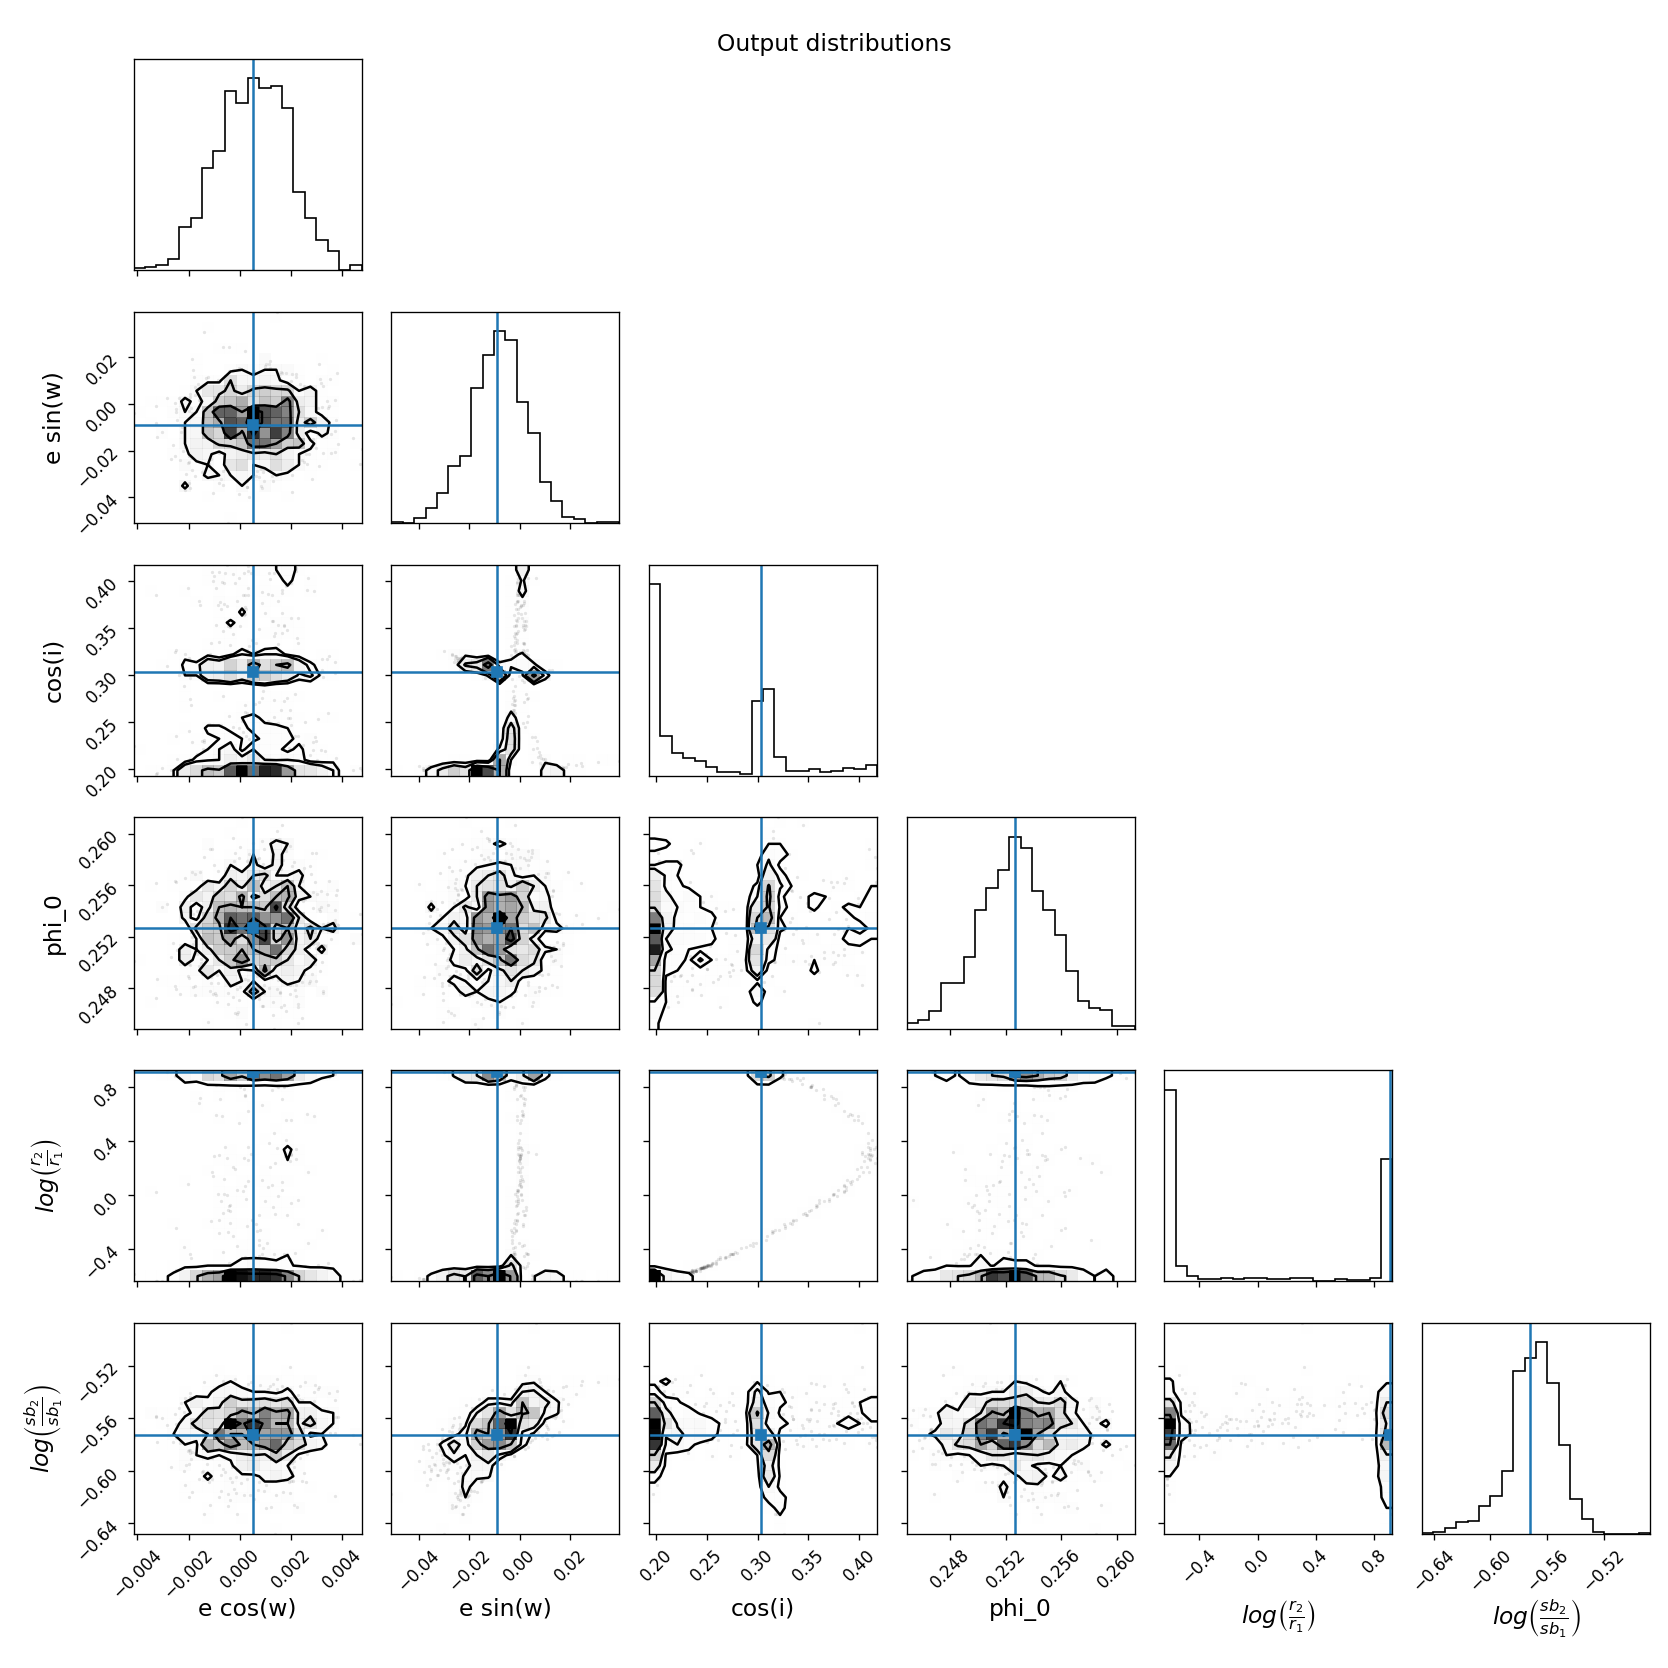 Output distributions
e sin(w)
0.02
0.00
−0.02
−0.04
cos(i)
0.40
0.35
0.30
0.25
0.20
phi_0
0.260
0.256
0.252
0.248
log(r₂/r₁)
0.8
0.4
0.0
−0.4
log(sb₂/sb₁)
−0.52
−0.56
−0.60
−0.64
−0.004 −0.002 0.000 0.002 0.004
−0.04 −0.02 0.00 0.02
0.20 0.25 0.30 0.35 0.40
0.248 0.252 0.256 0.260
−0.4 0.0 0.4 0.8
−0.64 −0.60 −0.56 −0.52
e cos(w) e sin(w) cos(i) phi_0 log(r₂/r₁) log(sb₂/sb₁)